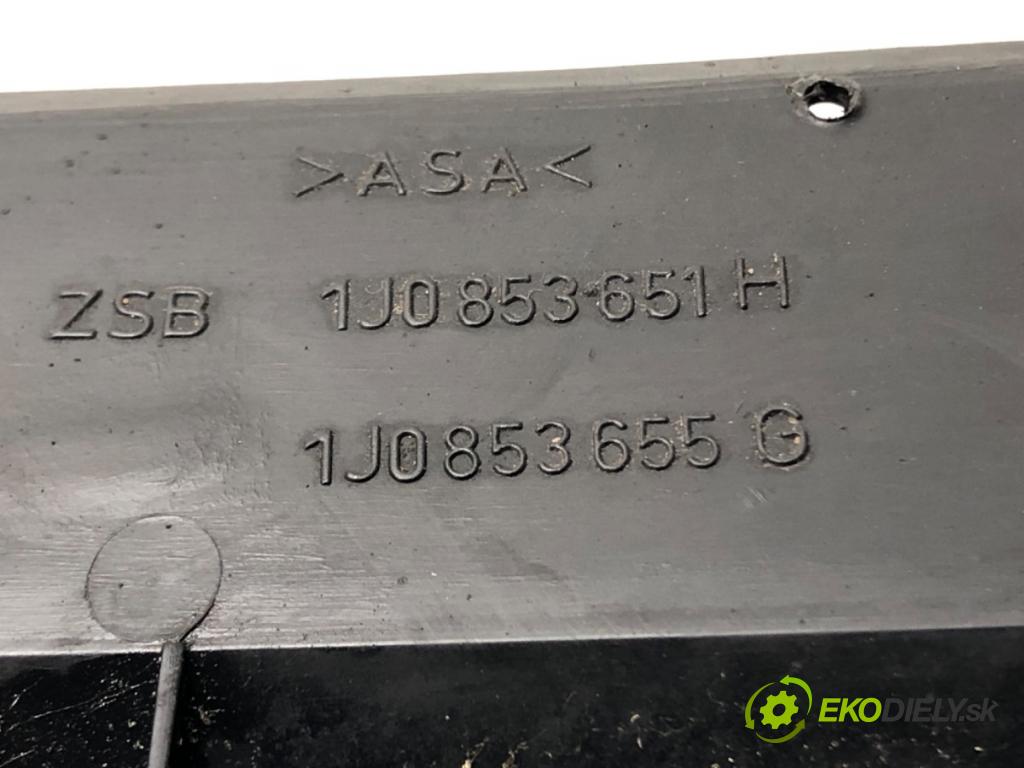 >ASA<
ZSB 1J0 853 651 H
1J0 853 655 G
EKODIELY.sk